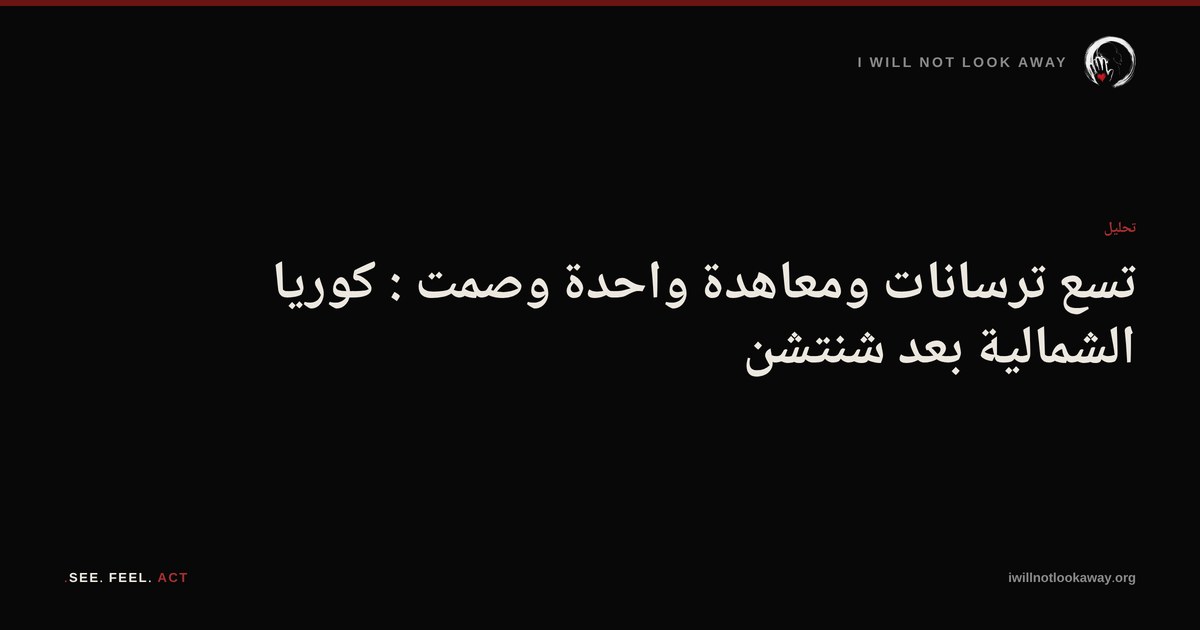 I WILL NOT LOOK AWAY
تحليل
تسع ترسانات ومعاهدة واحدة وصمت : كوريا
الشمالية بعد شنتشن
.SEE. FEEL. ACT
iwillnotlookaway.org